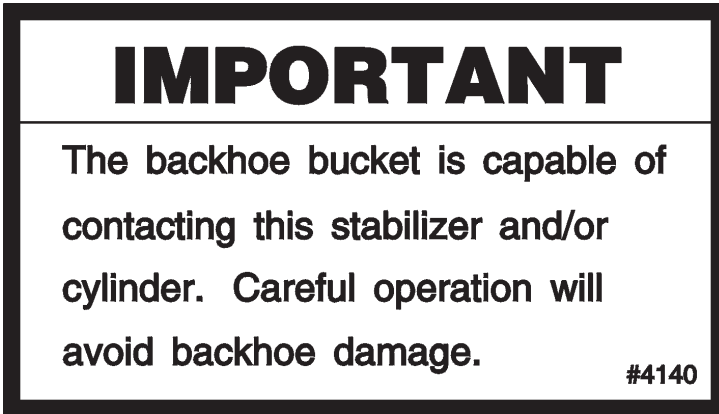 IMPORTANT
The backhoe bucket is capable of
contacting this stabilizer and/or
cylinder. Careful operation will
avoid backhoe damage.
#4140